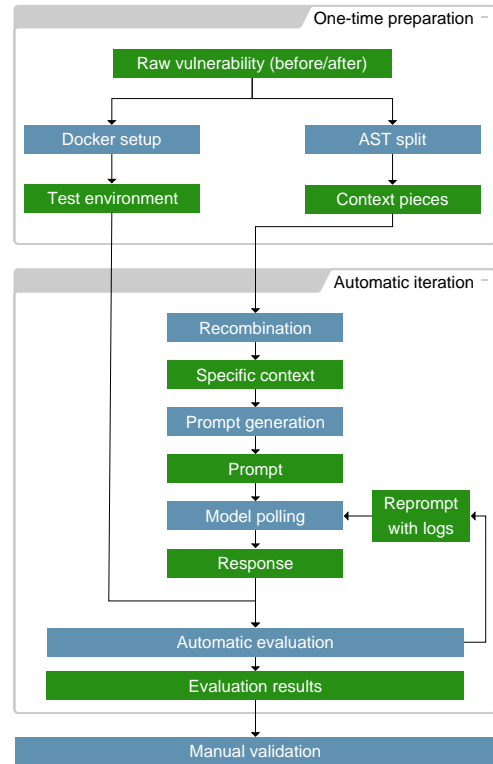 One-time preparation
Raw vulnerability (before/after)
Docker setup
AST split
Test environment
Context pieces
Automatic iteration
Recombination
Specific context
Prompt generation
Prompt
Model polling
Reprompt
with logs
Response
Automatic evaluation
Evaluation results
Manual validation